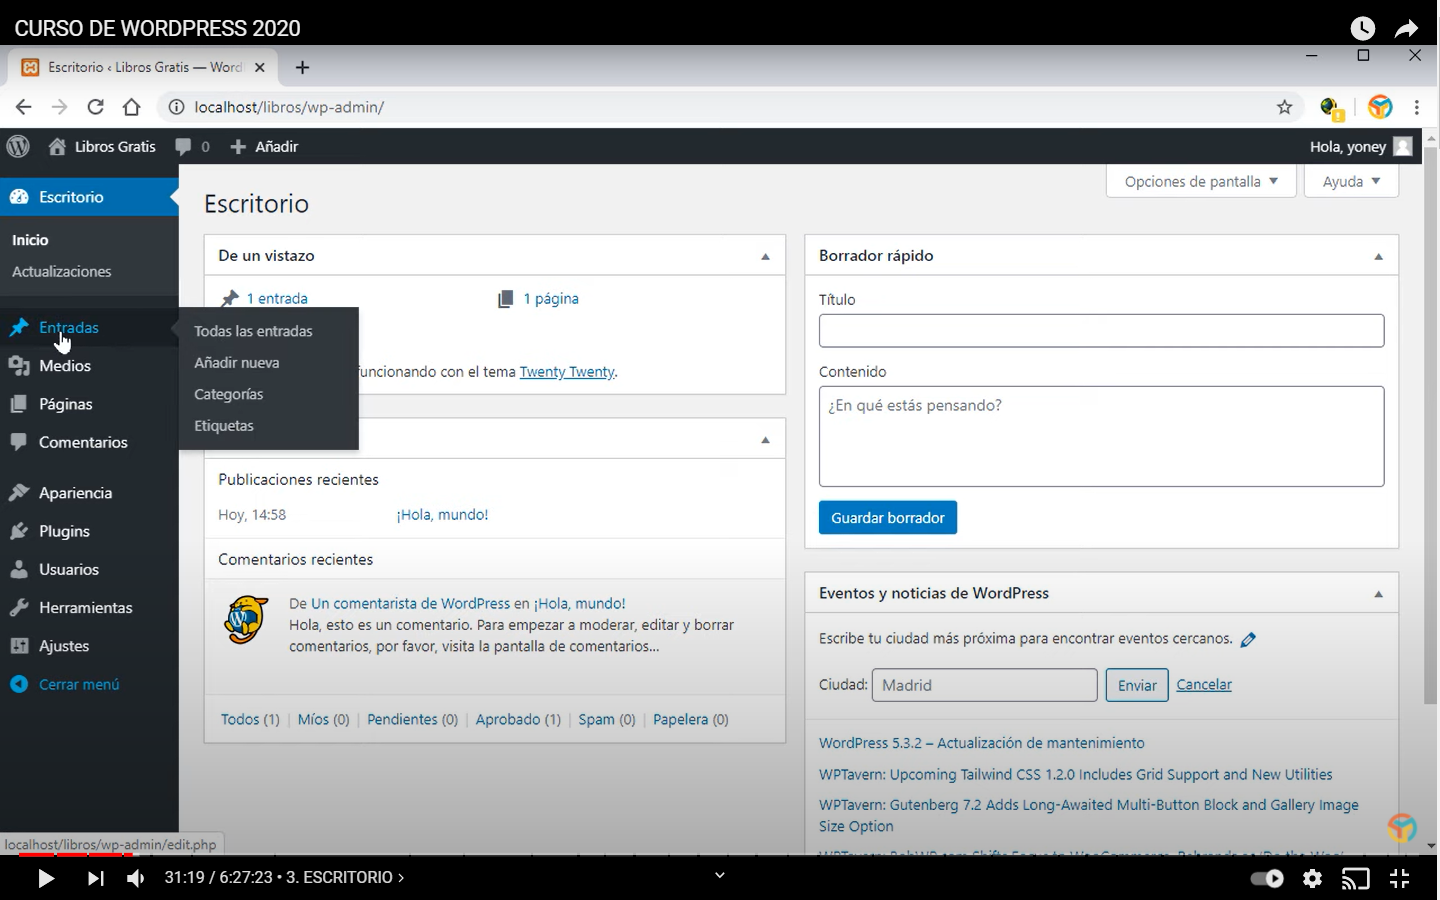 CURSO DE WORDPRESS 2020
Escritorio ‹ Libros Gratis — Word
localhost/libros/wp-admin/
Libros Gratis 0 Añadir Hola, yoney
Opciones de pantalla Ayuda
Escritorio
Inicio
Actualizaciones
Entradas
Medios
Páginas
Comentarios
Apariencia
Plugins
Usuarios
Herramientas
Ajustes
Cerrar menú
Todas las entradas
Añadir nueva
Categorías
Etiquetas
Escritorio
De un vistazo
1 entrada 1 página
funcionando con el tema Twenty Twenty.
Publicaciones recientes
Hoy, 14:58 ¡Hola, mundo!
Comentarios recientes
De Un comentarista de WordPress en ¡Hola, mundo!
Hola, esto es un comentario. Para empezar a moderar, editar y borrar
comentarios, por favor, visita la pantalla de comentarios...
Todos (1) | Míos (0) | Pendientes (0) | Aprobado (1) | Spam (0) | Papelera (0)
Borrador rápido
Título
Contenido
¿En qué estás pensando?
Guardar borrador
Eventos y noticias de WordPress
Escribe tu ciudad más próxima para encontrar eventos cercanos.
Ciudad: Madrid Enviar Cancelar
WordPress 5.3.2 – Actualización de mantenimiento
WPTavern: Upcoming Tailwind CSS 1.2.0 Includes Grid Support and New Utilities
WPTavern: Gutenberg 7.2 Adds Long-Awaited Multi-Button Block and Gallery Image
Size Option
localhost/libros/wp-admin/edit.php
31:19 / 6:27:23 • 3. ESCRITORIO >